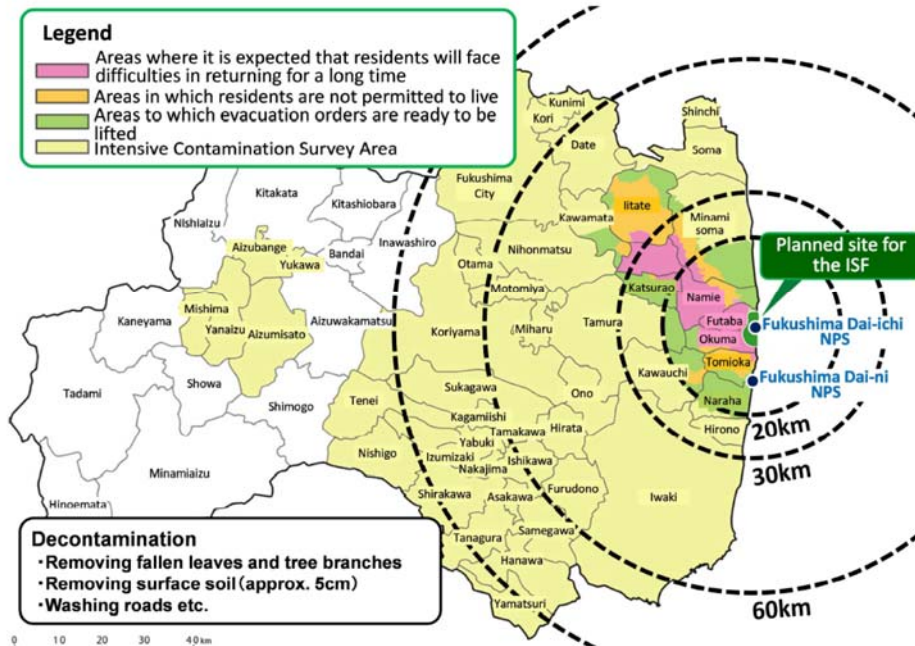 Legend
Areas where it is expected that residents will face
difficulties in returning for a long time
Areas in which residents are not permitted to live
Areas to which evacuation orders are ready to be
lifted
Intensive Contamination Survey Area
Kunimi
Kori
Shinchi
Date
Soma
Kitakata
Fukushima
City
Kitashiobara
Iitate
Kawamata
Nishiaizu
Minami
soma
Aizubange
Inawashiro
Bandai
Nihonmatsu
Yukawa
Otama
Planned site for
the ISF
Katsurao
Motomiya
Namie
Mishima
Kaneyama
Aizuwakamatsu
Yanaizu
Aizumisato
Koriyama
Miharu
Tamura
Futaba
Okuma
Fukushima Dai-ichi
NPS
Tomioka
Kawauchi
Showa
Tadami
Sukagawa
Ono
Fukushima Dai-ni
NPS
Tenei
Naraha
Shimogo
Kagamiishi
Tamakawa
Hirata
20km
Hirono
Yabuki
Nishigo
Izumizaki
Ishikawa
Nakajima
30km
Minamiaizu
Shirakawa
Asakawa
Furudono
Iwaki
Hinoemata
Samegawa
Tanagura
Hanawa
Yamatsuri
60km
Decontamination
・Removing fallen leaves and tree branches
・Removing surface soil(approx. 5cm)
・Washing roads etc.
0 10 20 30 40km